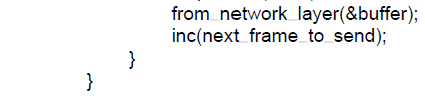 from_network_layer(&buffer);
inc(next_frame_to_send);
}
}